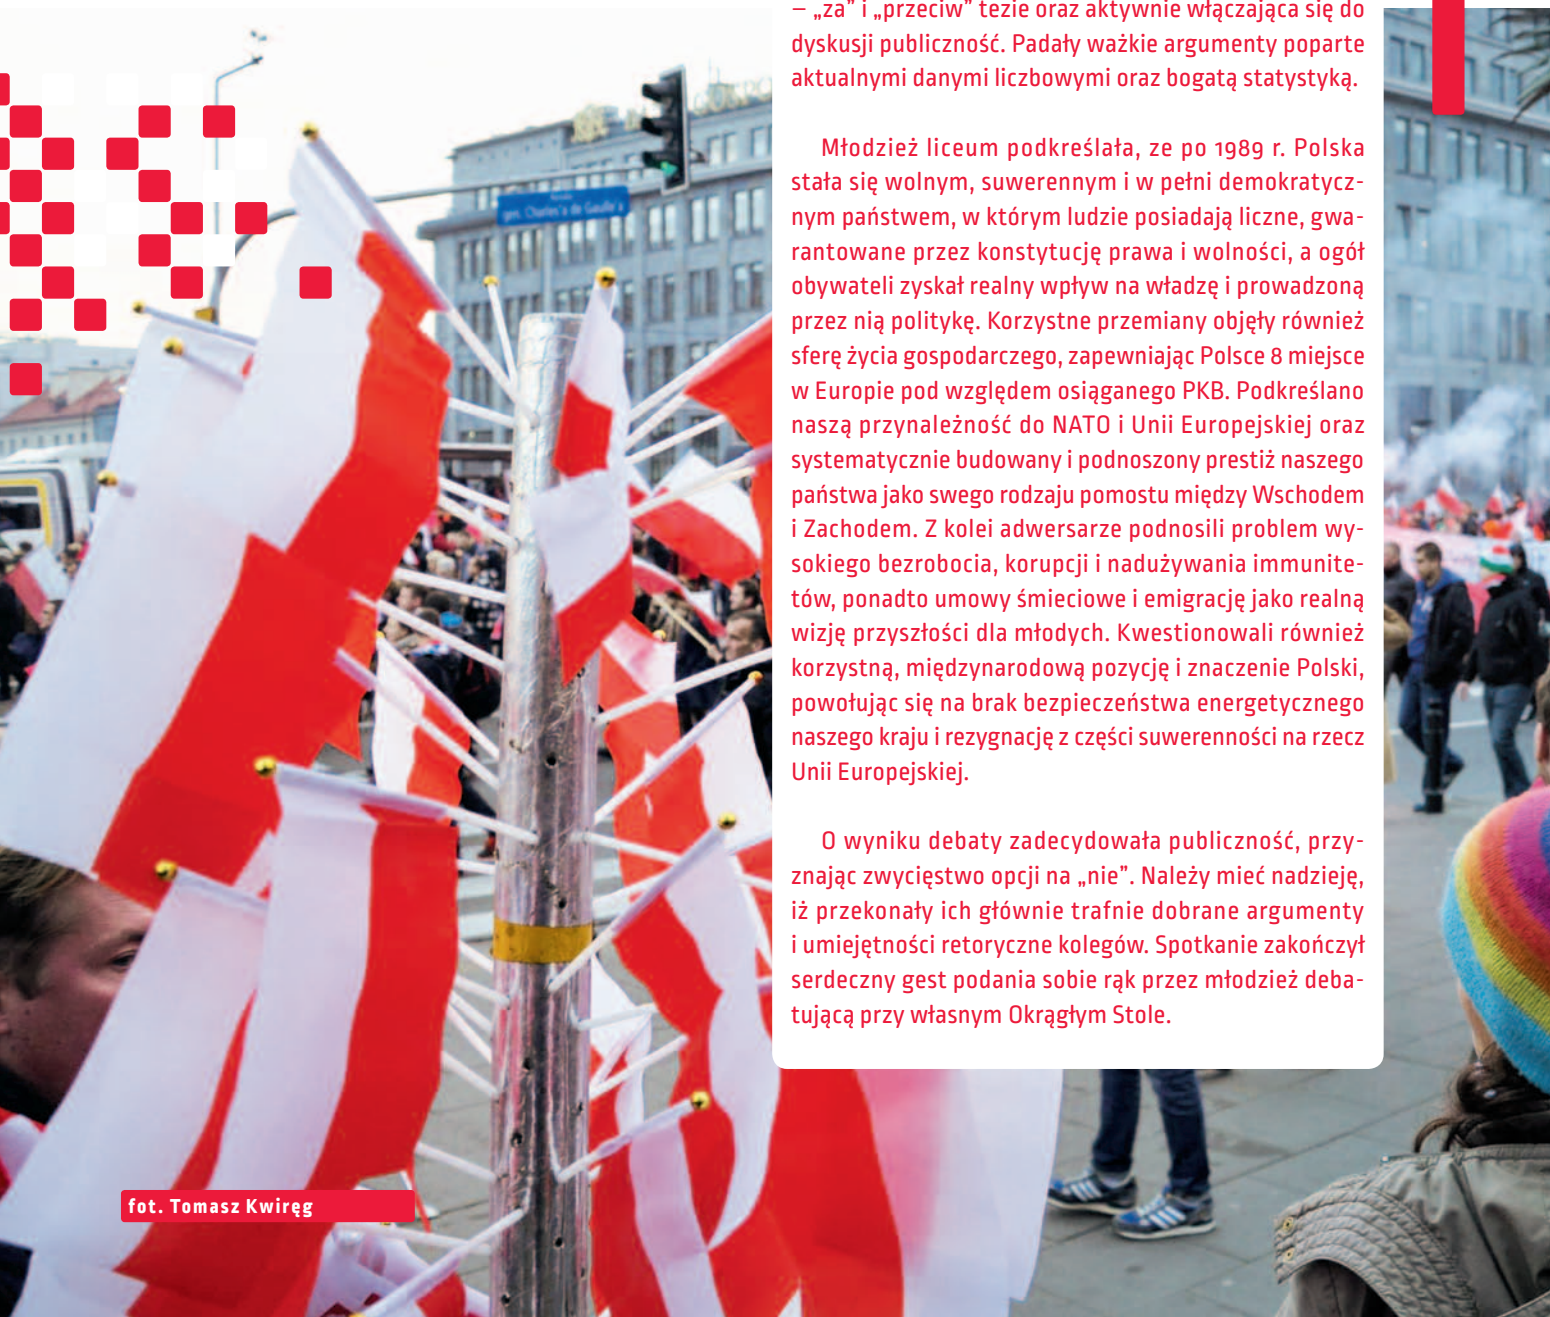 – „za” i „przeciw” tezie oraz aktywnie włączająca się do
dyskusji publiczność. Padały ważkie argumenty poparte
aktualnymi danymi liczbowymi oraz bogatą statystyką.
Młodzież liceum podkreślała, ze po 1989 r. Polska
stała się wolnym, suwerennym i w pełni demokratycz-
nym państwem, w którym ludzie posiadają liczne, gwa-
rantowane przez konstytucję prawa i wolności, a ogół
obywateli zyskał realny wpływ na władzę i prowadzoną
przez nią politykę. Korzystne przemiany objęły również
sferę życia gospodarczego, zapewniając Polsce 8 miejsce
w Europie pod względem osiąganego PKB. Podkreślano
naszą przynależność do NATO i Unii Europejskiej oraz
systematycznie budowany i podnoszony prestiż naszego
państwa jako swego rodzaju pomostu między Wschodem
i Zachodem. Z kolei adwersarze podnosili problem wy-
sokiego bezrobocia, korupcji i nadużywania immunite-
tów, ponadto umowy śmieciowe i emigrację jako realną
wizję przyszłości dla młodych. Kwestionowali również
korzystną, międzynarodową pozycję i znaczenie Polski,
powołując się na brak bezpieczeństwa energetycznego
naszego kraju i rezygnację z części suwerenności na rzecz
Unii Europejskiej.
O wyniku debaty zadecydowała publiczność, przy-
znając zwycięstwo opcji na „nie”. Należy mieć nadzieję,
iż przekonały ich głównie trafnie dobrane argumenty
i umiejętności retoryczne kolegów. Spotkanie zakończył
serdeczny gest podania sobie rąk przez młodzież deba-
tującą przy własnym Okrągłym Stole.
gen. Charles'a de Gaulle'a
fot. Tomasz Kwiręg